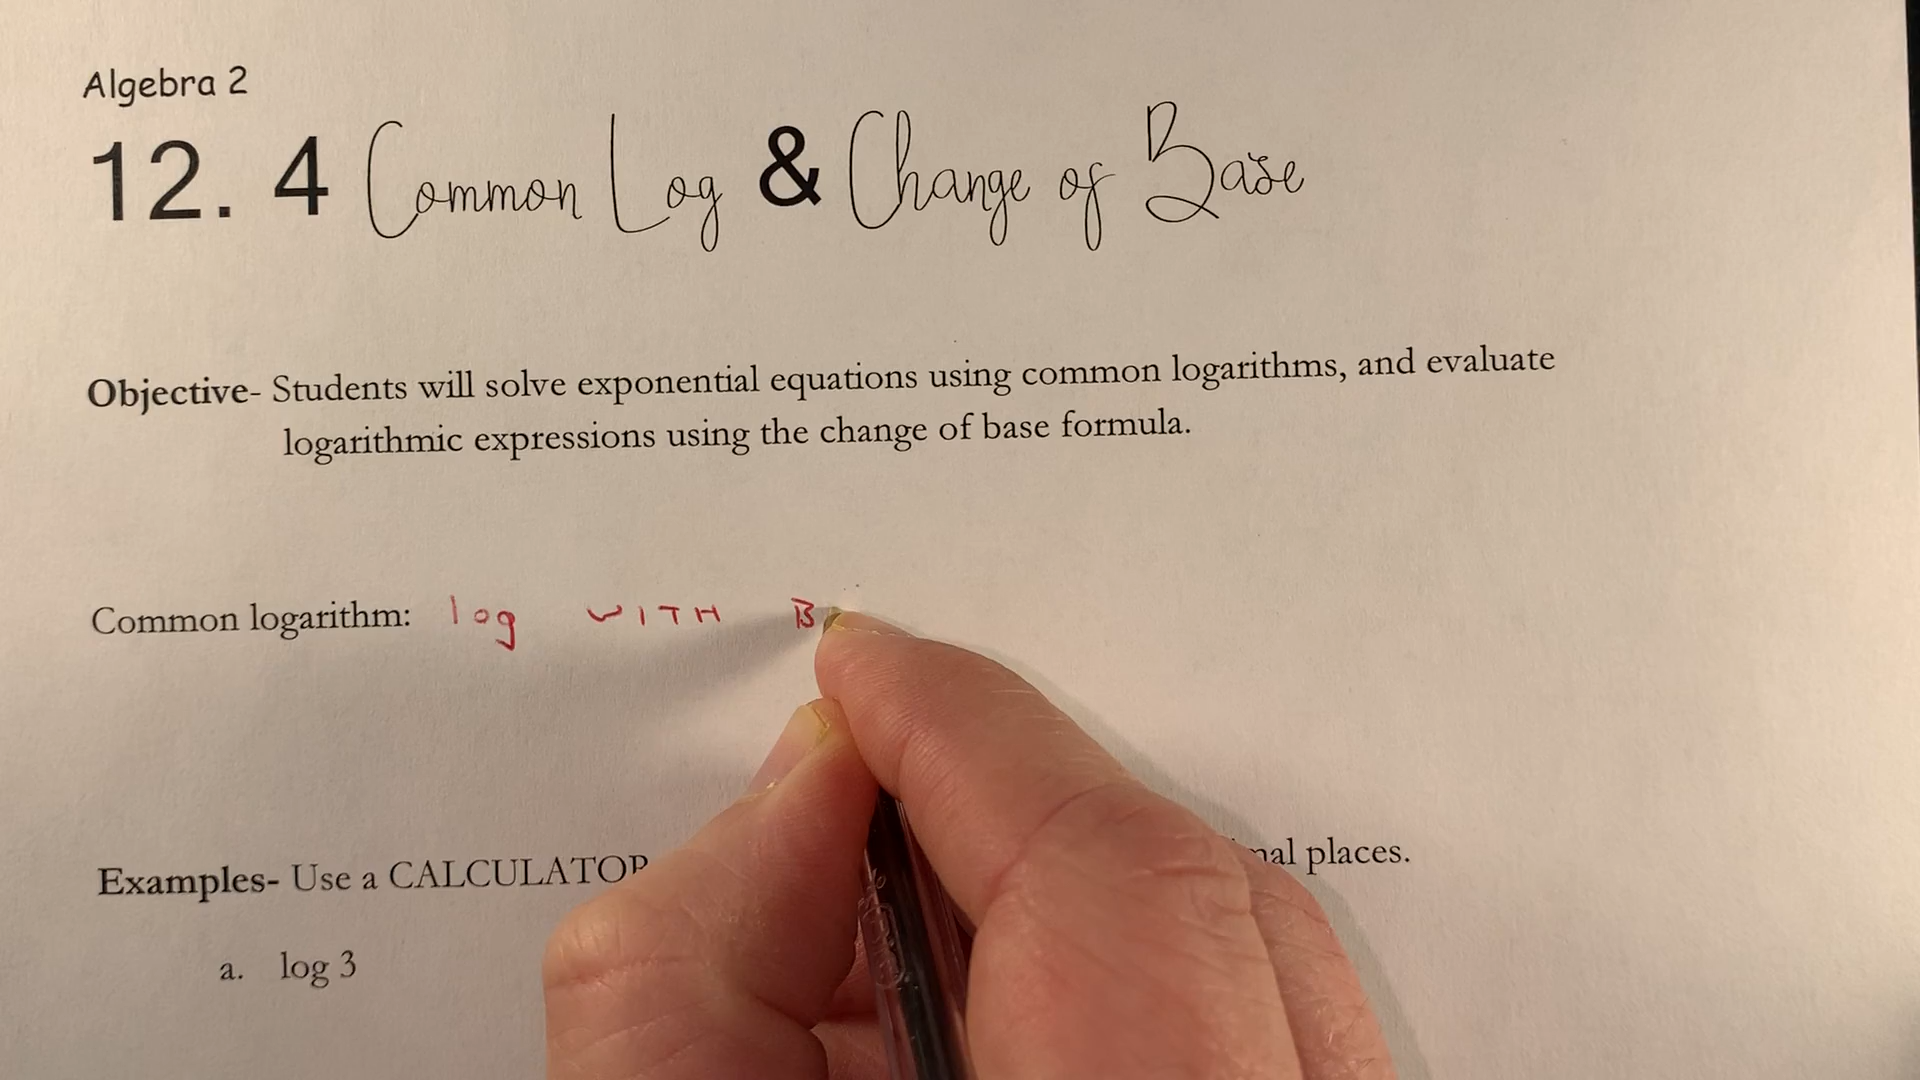 Algebra 2
12. 4 Common Log & Change of Base
Objective- Students will solve exponential equations using common logarithms, and evaluate
logarithmic expressions using the change of base formula.
Common logarithm: log WITH B
Examples- Use a CALCULATOR places.
a. log 3